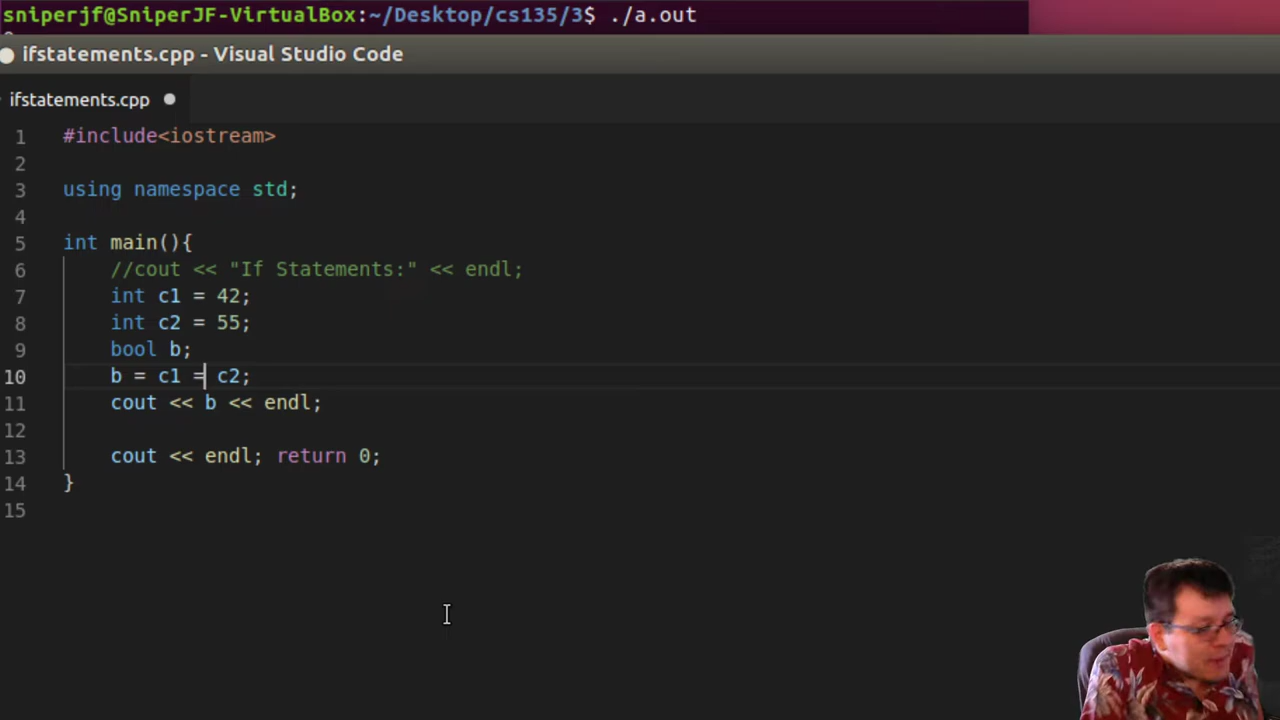 sniperjf@SniperJF-VirtualBox:~/Desktop/cs135/3$ ./a.out
ifstatements.cpp - Visual Studio Code
ifstatements.cpp
1 #include<iostream>
2
3 using namespace std;
4
5 int main(){
6 //cout << "If Statements:" << endl;
7 int c1 = 42;
8 int c2 = 55;
9 bool b;
10 b = c1 = c2;
11 cout << b << endl;
12
13 cout << endl; return 0;
14 }
15